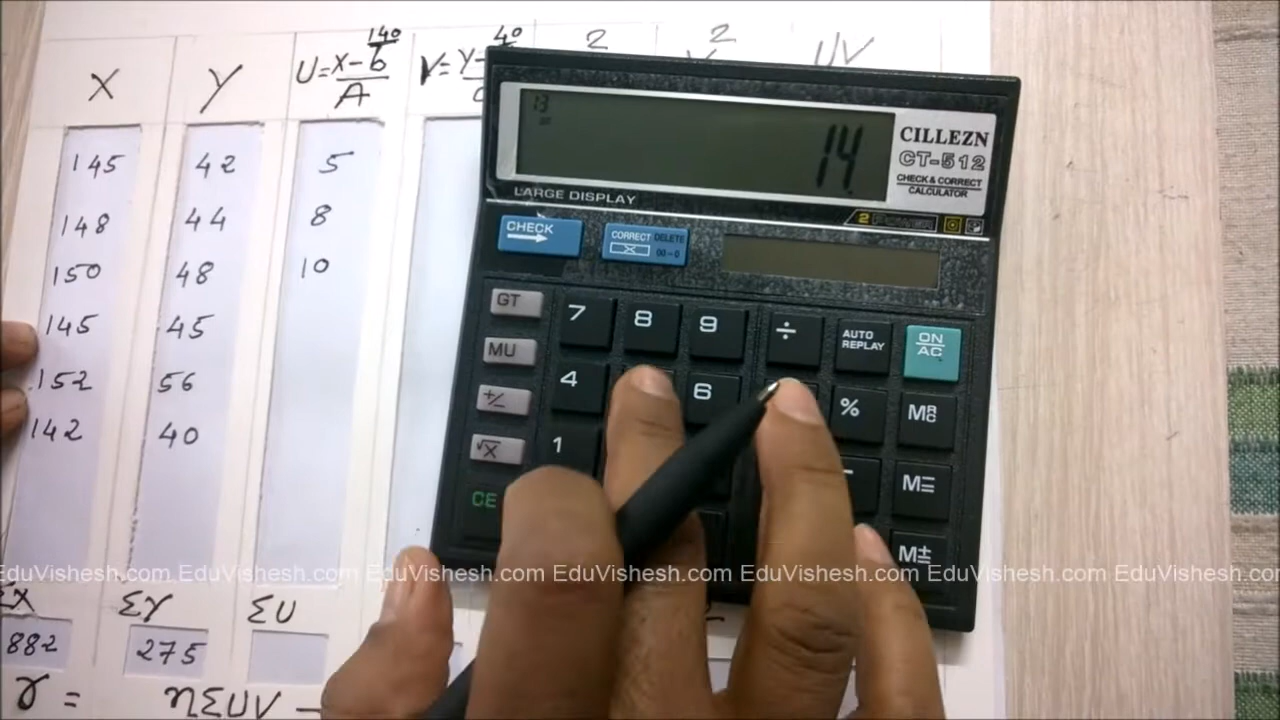 140 40
X Y U=X-b/A V=Y- 2 2 UV
145 42 5
148 44 8
150 48 10
145 45
152 56
142 40
ΣX ΣY ΣU
882 275
r = nΣUV -
13
14
CILLEZN
CT-512
CHECK & CORRECT
CALCULATOR
LARGE DISPLAY
2 POWER
CHECK
CORRECT DELETE
00→0
GT 7 8 9 ÷ AUTO REPLAY ON/AC
MU 4 6 % MRC
+/- 1 - M=
√X
CE M±
EduVishesh.com EduVishesh.com EduVishesh.com EduVishesh.com EduVishesh.com EduVishesh.com EduVishesh.com